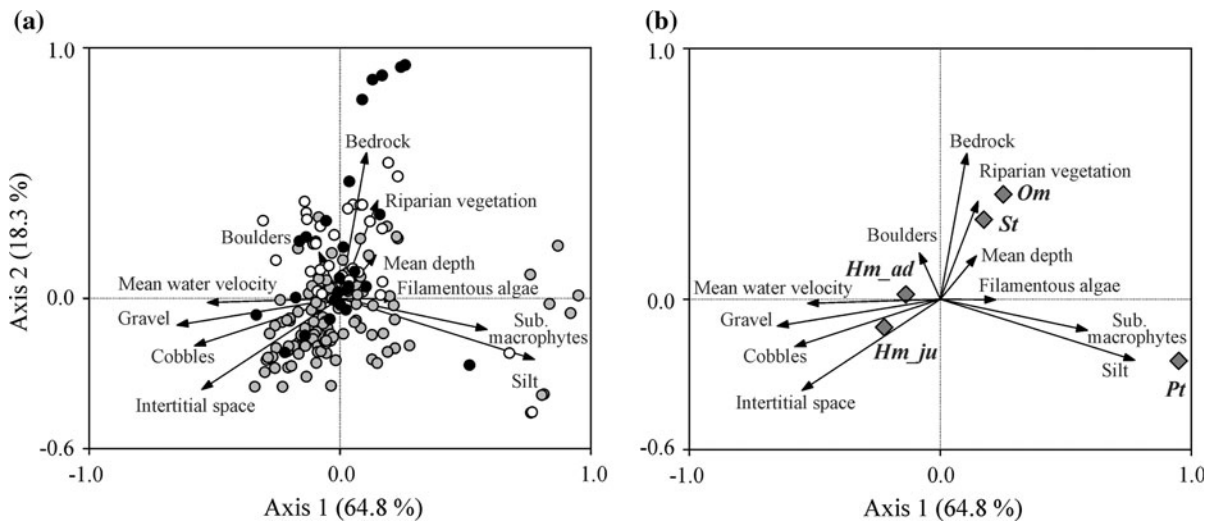 (a)
1.0
Bedrock
Riparian vegetation
Boulders
Mean depth
Mean water velocity
Filamentous algae
Gravel
Sub.
macrophytes
Cobbles
Silt
Intertitial space
Axis 2 (18.3 %)
0.0
-0.6
-1.0
0.0
1.0
Axis 1 (64.8 %)
(b)
1.0
Bedrock
Riparian vegetation
Om
St
Boulders
Mean depth
Hm_ad
Filamentous algae
Mean water velocity
Gravel
Sub.
macrophytes
Cobbles
Hm_ju
Silt
Pt
Intertitial space
0.0
-0.6
-1.0
0.0
1.0
Axis 1 (64.8 %)